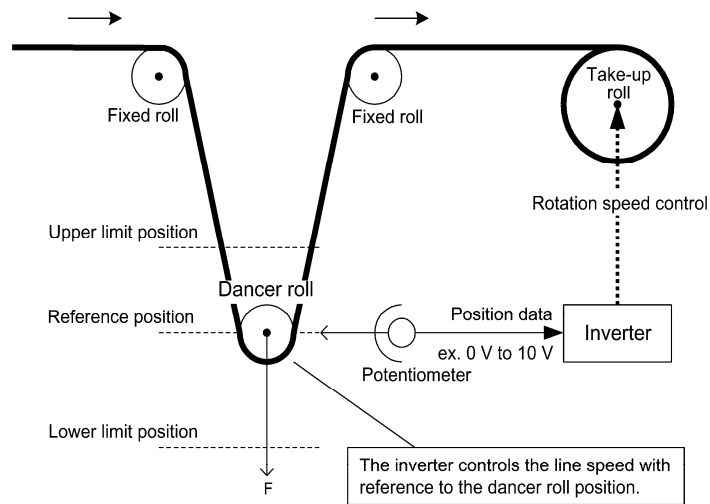 Take-up
roll
Fixed roll
Fixed roll
Rotation speed control
Upper limit position
Dancer roll
Reference position
Position data
ex. 0 V to 10 V
Inverter
Potentiometer
Lower limit position
The inverter controls the line speed with
reference to the dancer roll position.
F